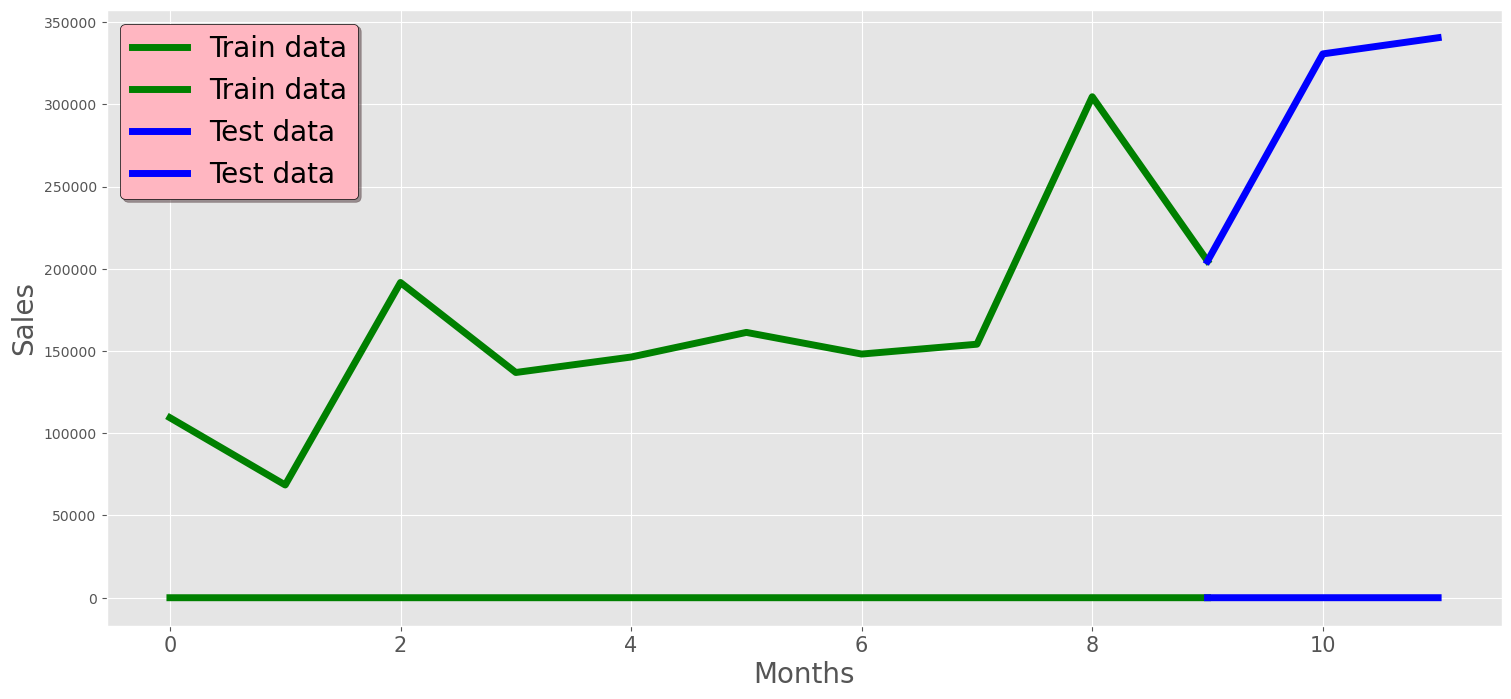 350000
300000
250000
200000
150000
100000
50000
0
Sales
Train data
Train data
Test data
Test data
0 2 4 6 8 10
Months